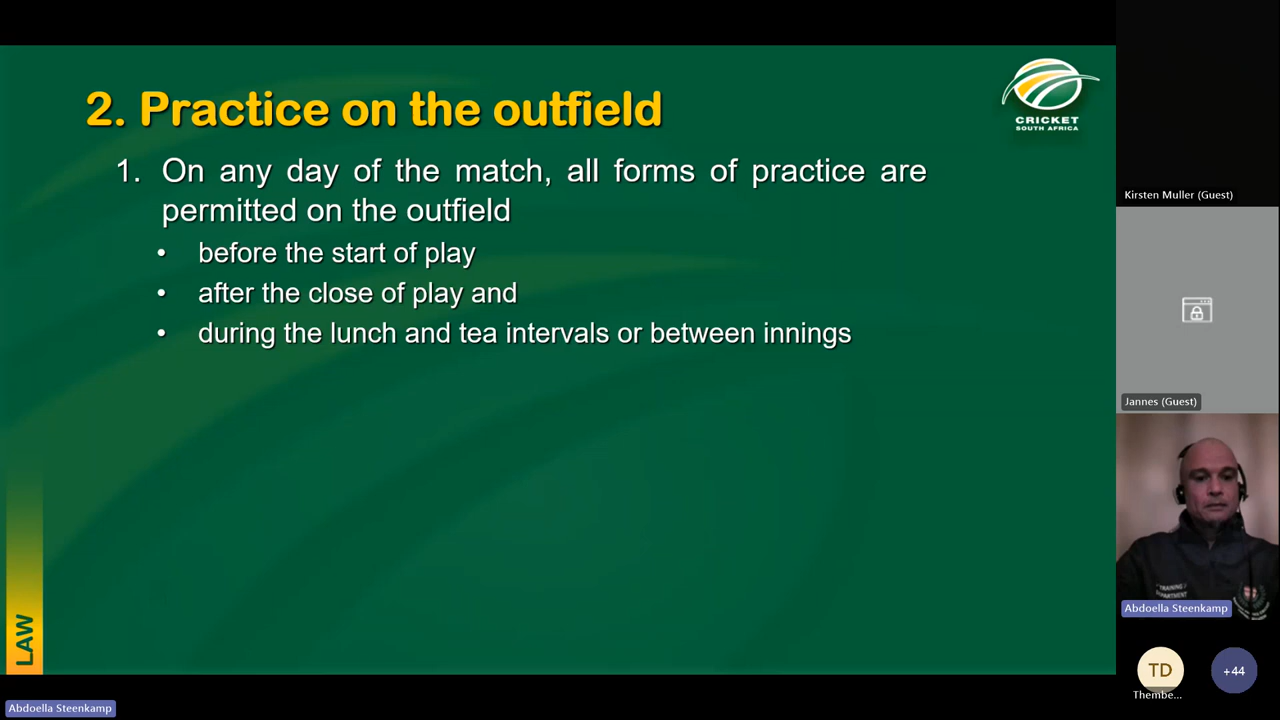 2. Practice on the outfield
CRICKET
SOUTH AFRICA
1. On any day of the match, all forms of practice are
permitted on the outfield
• before the start of play
• after the close of play and
• during the lunch and tea intervals or between innings
LAW
Abdoella Steenkamp
Kirsten Muller (Guest)
Jannes (Guest)
TRAINING
Abdoella Steenkamp
TD
Thembe...
+44